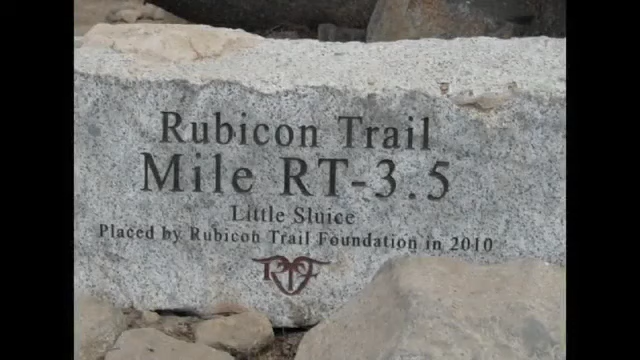 Rubicon Trail
Mile RT-3.5
Little Sluice
Placed by Rubicon Trail Foundation in 2010
RTF